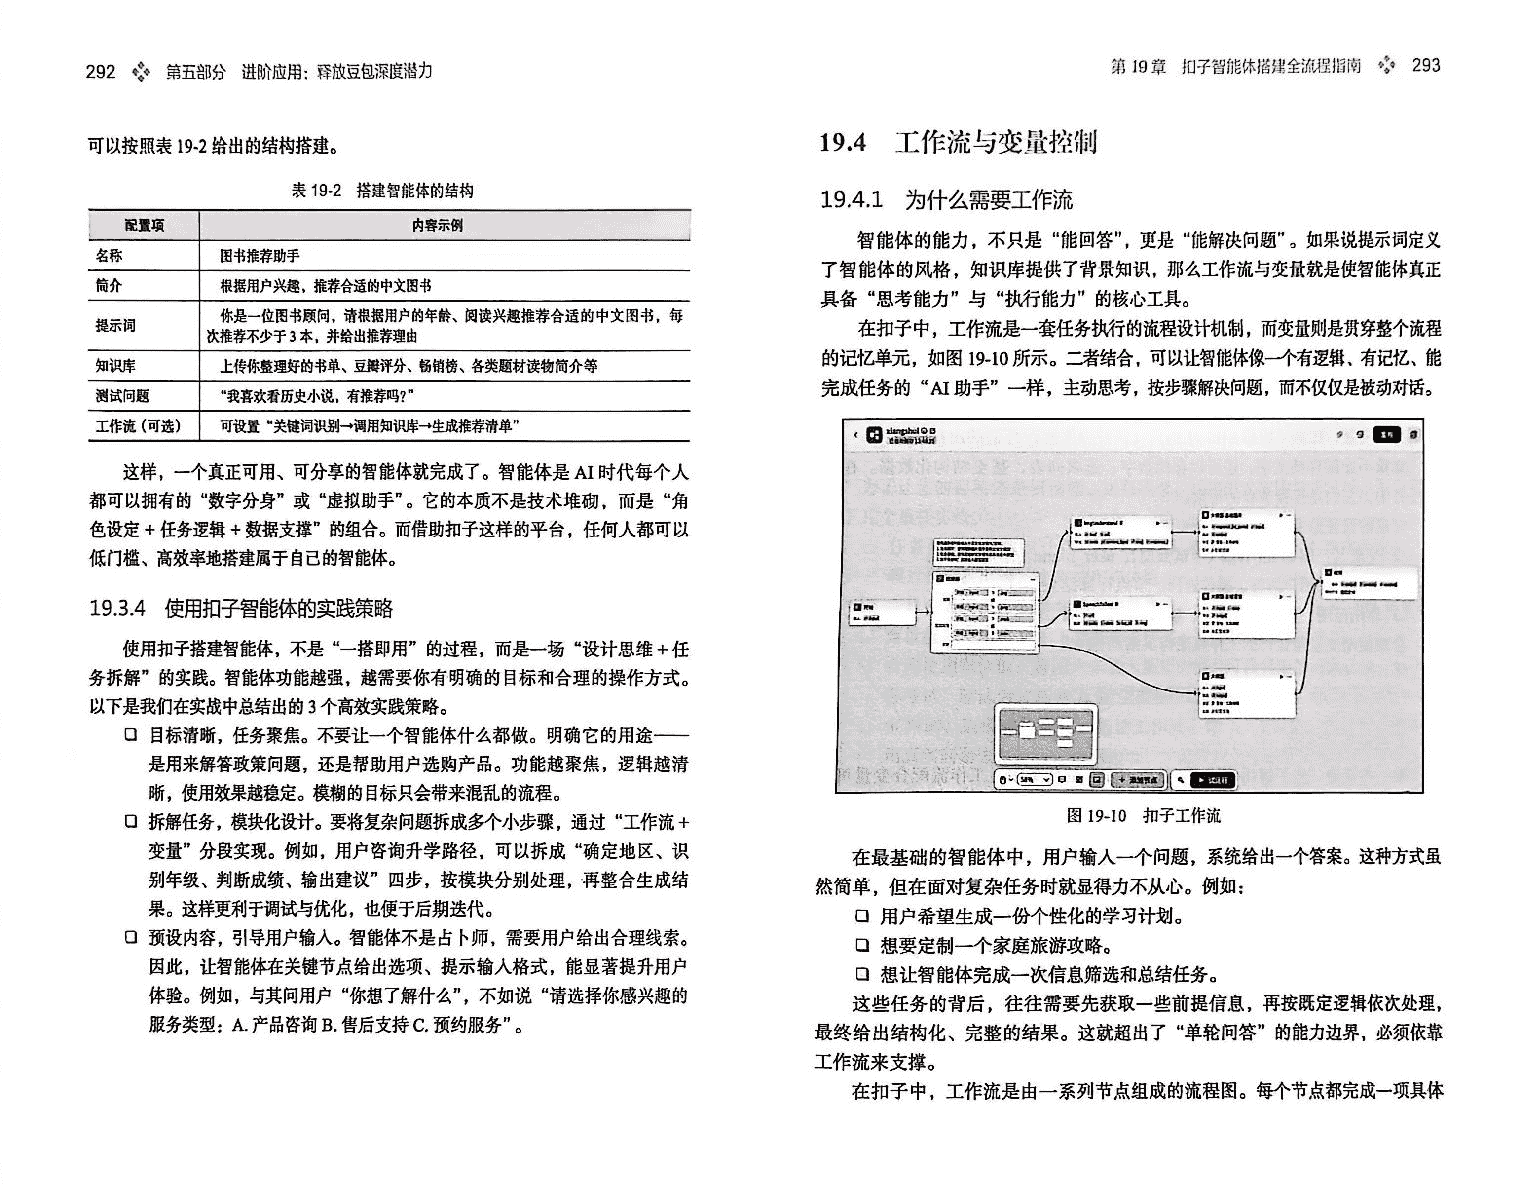 292 第五部分 进阶应用：释放豆包深度潜力
可以按照表 19-2 给出的结构搭建。
表 19-2 搭建智能体的结构
配置项 内容示例
名称 图书推荐助手
简介 根据用户兴趣，推荐合适的中文图书
提示词 你是一位图书顾问，请根据用户的年龄、阅读兴趣推荐合适的中文图书，每
次推荐不少于 3 本，并给出推荐理由
知识库 上传你整理好的书单、豆瓣评分、畅销榜、各类题材读物简介等
测试问题 “我喜欢看历史小说，有推荐吗？”
工作流（可选） 可设置“关键词识别→调用知识库→生成推荐清单”
这样，一个真正可用、可分享的智能体就完成了。智能体是 AI 时代每个人
都可以拥有的“数字分身”或“虚拟助手”。它的本质不是技术堆砌，而是“角
色设定 + 任务逻辑 + 数据支撑”的组合。而借助扣子这样的平台，任何人都可以
低门槛、高效率地搭建属于自己的智能体。
19.3.4 使用扣子智能体的实践策略
使用扣子搭建智能体，不是“一搭即用”的过程，而是一场“设计思维 + 任
务拆解”的实践。智能体功能越强，越需要你有明确的目标和合理的操作方式。
以下是我们在实战中总结出的 3 个高效实践策略。
❑ 目标清晰，任务聚焦。不要让一个智能体什么都做。明确它的用途——
是用来解答政策问题，还是帮助用户选购产品。功能越聚焦，逻辑越清
晰，使用效果越稳定。模糊的目标只会带来混乱的流程。
❑ 拆解任务，模块化设计。要将复杂问题拆成多个小步骤，通过“工作流 +
变量”分段实现。例如，用户咨询升学路径，可以拆成“确定地区、识
别年级、判断成绩、输出建议”四步，按模块分别处理，再整合生成结
果。这样更利于调试与优化，也便于后期迭代。
❑ 预设内容，引导用户输入。智能体不是占卜师，需要用户给出合理线索。
因此，让智能体在关键节点给出选项、提示输入格式，能显著提升用户
体验。例如，与其问用户“你想了解什么”，不如说“请选择你感兴趣的
服务类型：A. 产品咨询 B. 售后支持 C. 预约服务”。
第 19 章 扣子智能体搭建全流程指南 293
19.4 工作流与变量控制
19.4.1 为什么需要工作流
智能体的能力，不只是“能回答”，更是“能解决问题”。如果说提示词定义
了智能体的风格，知识库提供了背景知识，那么工作流与变量就是使智能体真正
具备“思考能力”与“执行能力”的核心工具。
在扣子中，工作流是一套任务执行的流程设计机制，而变量则是贯穿整个流程
的记忆单元，如图 19-10 所示。二者结合，可以让智能体像一个有逻辑、有记忆、能
完成任务的“AI 助手”一样，主动思考，按步骤解决问题，而不仅仅是被动对话。
图 19-10 扣子工作流
在最基础的智能体中，用户输入一个问题，系统给出一个答案。这种方式虽
然简单，但在面对复杂任务时就显得力不从心。例如：
❑ 用户希望生成一份个性化的学习计划。
❑ 想要定制一个家庭旅游攻略。
❑ 想让智能体完成一次信息筛选和总结任务。
这些任务的背后，往往需要先获取一些前提信息，再按既定逻辑依次处理，
最终给出结构化、完整的结果。这就超出了“单轮问答”的能力边界，必须依靠
工作流来支撑。
在扣子中，工作流是由一系列节点组成的流程图。每个节点都完成一项具体